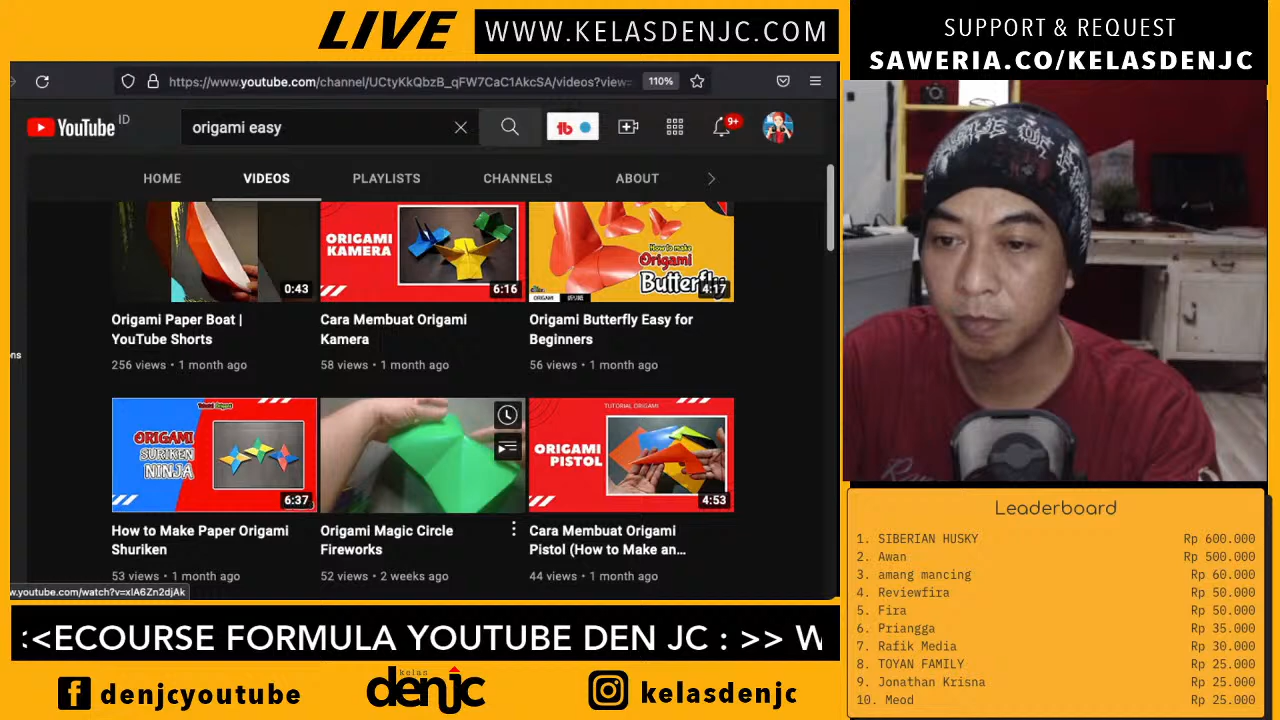 LIVE
WWW.KELASDENJC.COM
SUPPORT & REQUEST
SAWERIA.CO/KELASDENJC
https://www.youtube.com/channel/UCtyKkQbzB_qFW7CaC1AkcSA/videos?view=
110%
YouTube ID
origami easy
9+
HOME VIDEOS PLAYLISTS CHANNELS ABOUT
0:43
ORIGAMI
KAMERA
6:16
How to make
Origami
Butterfly
ORIGAMI
4:17
Origami Paper Boat |
YouTube Shorts
256 views • 1 month ago
Cara Membuat Origami
Kamera
58 views • 1 month ago
Origami Butterfly Easy for
Beginners
56 views • 1 month ago
ORIGAMI
SURIKEN
NINJA
6:37
TUTORIAL ORIGAMI
ORIGAMI
PISTOL
4:53
How to Make Paper Origami
Shuriken
53 views • 1 month ago
Origami Magic Circle
Fireworks
52 views • 2 weeks ago
Cara Membuat Origami
Pistol (How to Make an...
44 views • 1 month ago
ons
w.youtube.com/watch?v=xlA6Zn2djAk
<<ECOURSE FORMULA YOUTUBE DEN JC : >> W
denjcyoutube
kelas
denjc
kelasdenjc
Leaderboard
1. SIBERIAN HUSKY Rp 600.000
2. Awan Rp 500.000
3. amang mancing Rp 60.000
4. Reviewfira Rp 50.000
5. Fira Rp 50.000
6. Priangga Rp 35.000
7. Rafik Media Rp 30.000
8. TOYAN FAMILY Rp 25.000
9. Jonathan Krisna Rp 25.000
10. Meod Rp 25.000